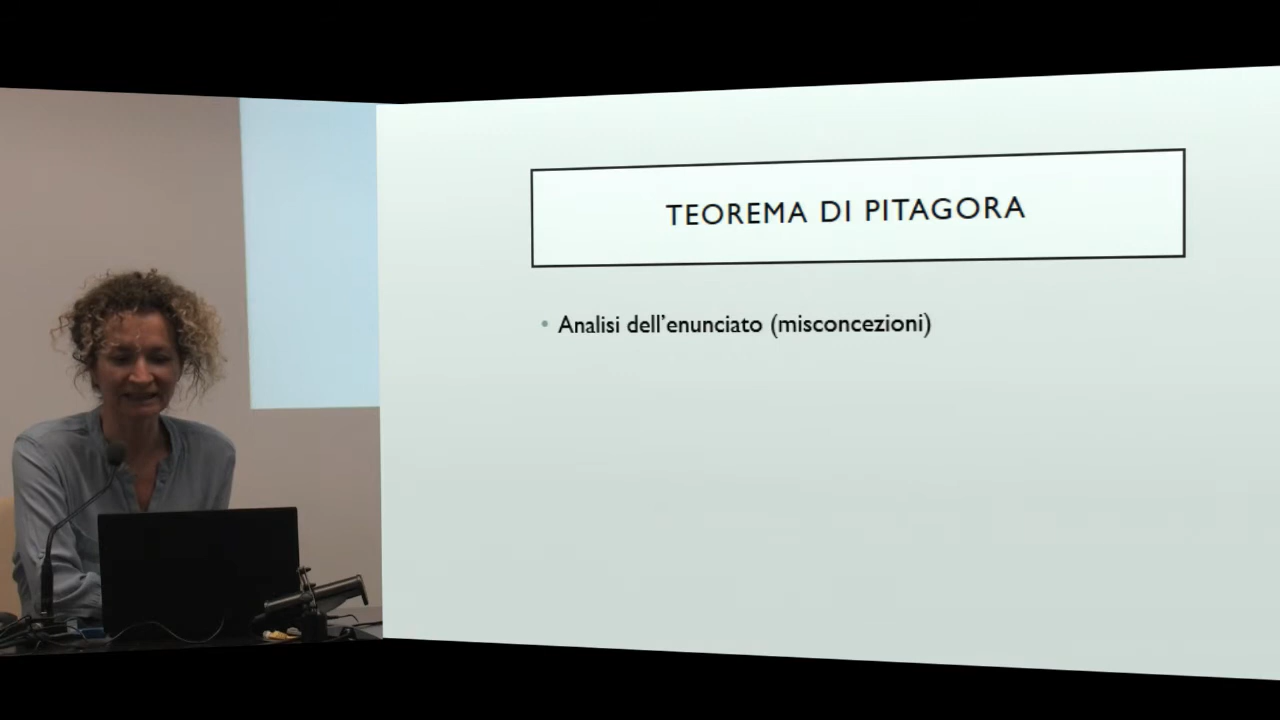 TEOREMA DI PITAGORA
• Analisi dell'enunciato (misconcezioni)